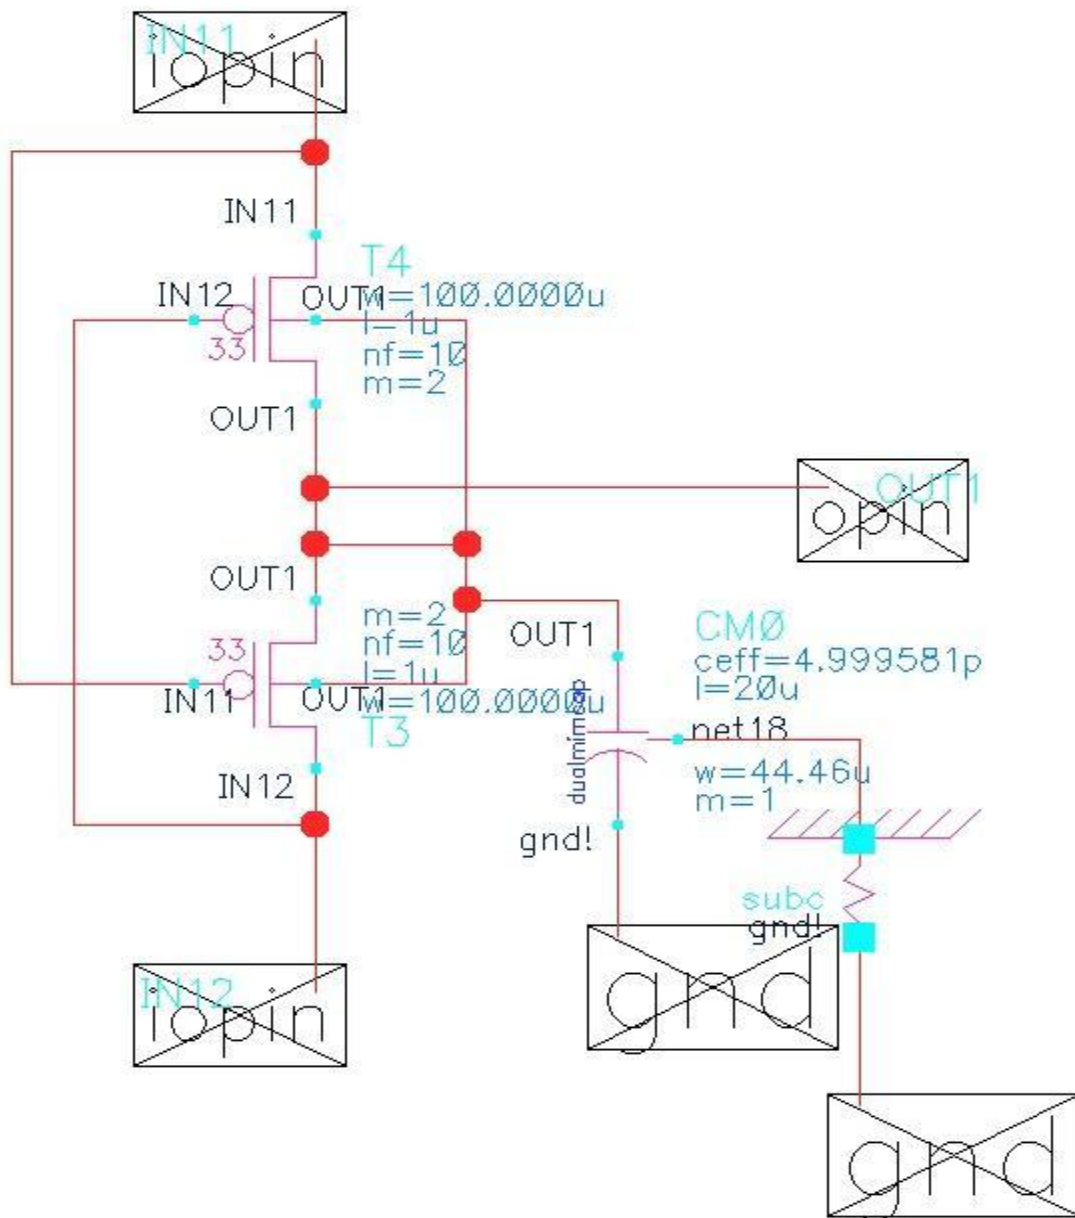 IN11
iopin
IN11
T4
IN12
OUT1
w=100.0000u
l=1u
33
nf=10
m=2
OUT1
OUT1
opin
OUT1
m=2
nf=10
33
l=1u
IN11
OUT1
w=100.0000u
T3
IN12
OUT1
CM0
ceff=4.999581p
l=20u
dualmimcap
net18
w=44.46u
m=1
gnd!
subc
gnd!
IN12
iopin
gnd
gnd